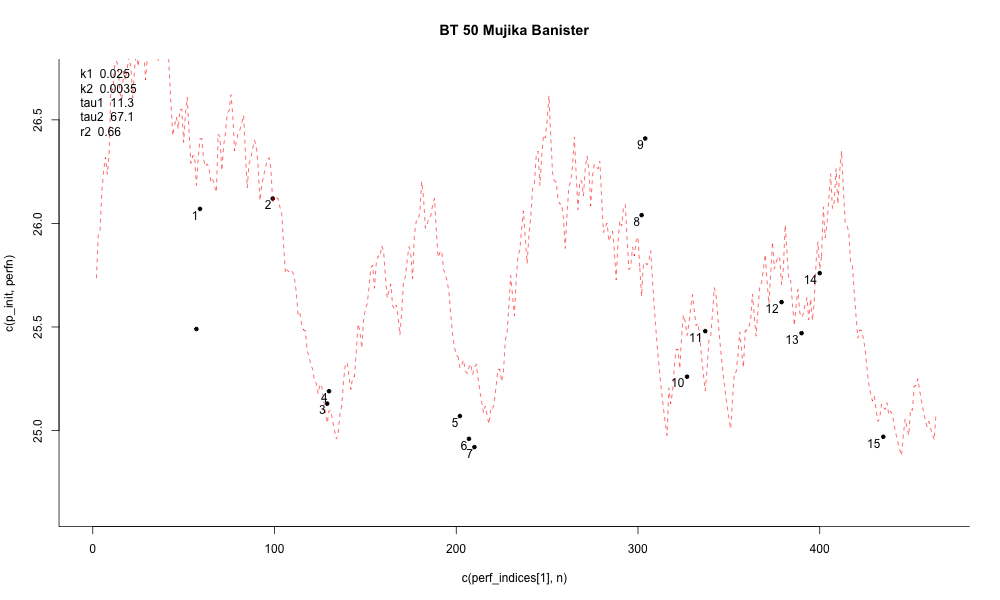 BT 50 Mujika Banister
k1 0.025
k2 0.0035
tau1 11.3
tau2 67.1
r2 0.66
c(p_init, perfn)
26.5
26.0
25.5
25.0
1
2
3
4
5
6
7
8
9
10
11
12
13
14
15
0 100 200 300 400
c(perf_indices[1], n)